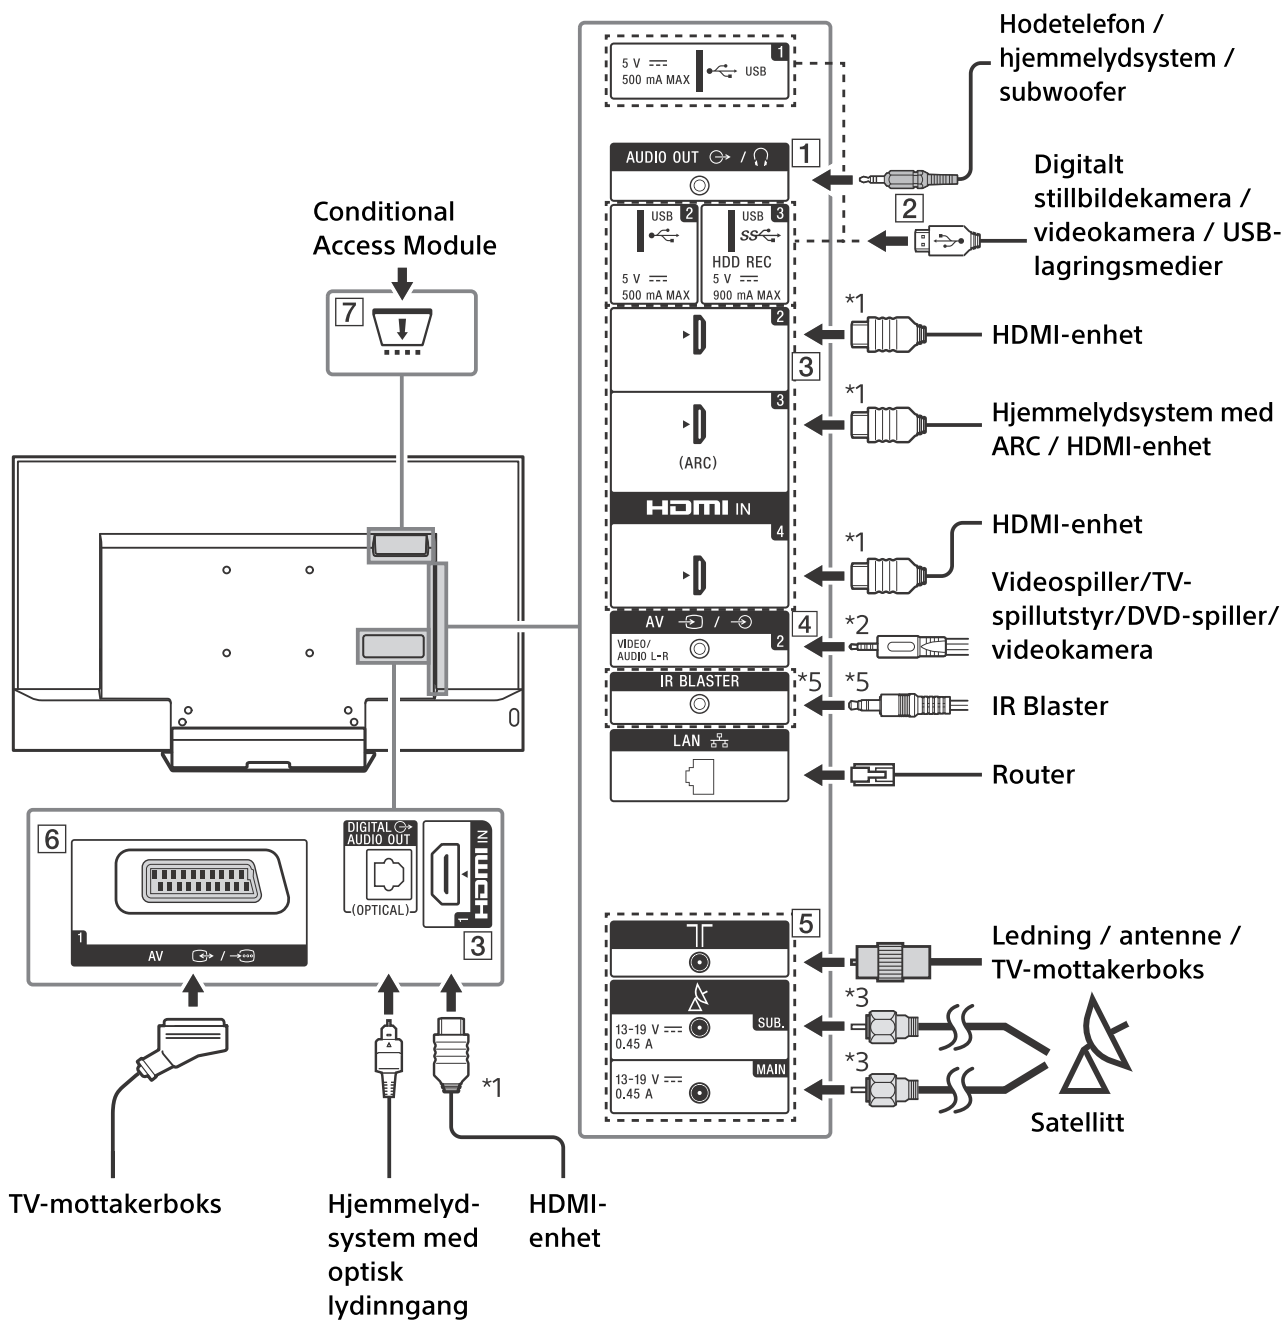 Hodetelefon /
hjemmelydsystem /
subwoofer
1
5 V
500 mA MAX
USB
AUDIO OUT /
1
Digitalt
stillbildekamera /
videokamera / USB-
lagringsmedier
2
USB 2
5 V
500 mA MAX
USB 3
SS
HDD REC
5 V
900 mA MAX
Conditional
Access Module
7
2
*1
HDMI-enhet
3
3
(ARC)
*1
Hjemmelydsystem med
ARC / HDMI-enhet
HDMI IN
4
*1
HDMI-enhet
AV /
4
VIDEO/
AUDIO L-R
2
*2
Videospiller/TV-
spillutstyr/DVD-spiller/
videokamera
IR BLASTER
*5
*5
IR Blaster
LAN
Router
6
1
AV /
DIGITAL
AUDIO OUT
(OPTICAL)
HDMI IN
1
3
5
Ledning / antenne /
TV-mottakerboks
13-19 V
0.45 A
SUB.
*3
13-19 V
0.45 A
MAIN
*3
Satellitt
*1
TV-mottakerboks
Hjemmelyd-
system med
optisk
lydinngang
HDMI-
enhet